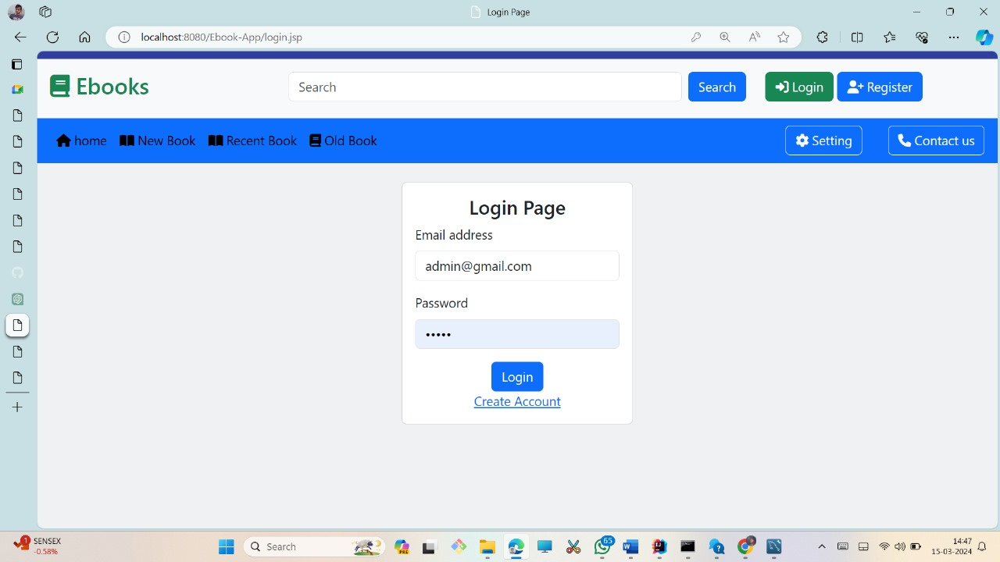 Login Page
localhost:8080/Ebook-App/login.jsp
Ebooks
Search
Search
Login
Register
home
New Book
Recent Book
Old Book
Setting
Contact us
Login Page
Email address
admin@gmail.com
Password
•••••
Login
Create Account
1
SENSEX
-0.58%
Search
PRE
65
14:47
15-03-2024